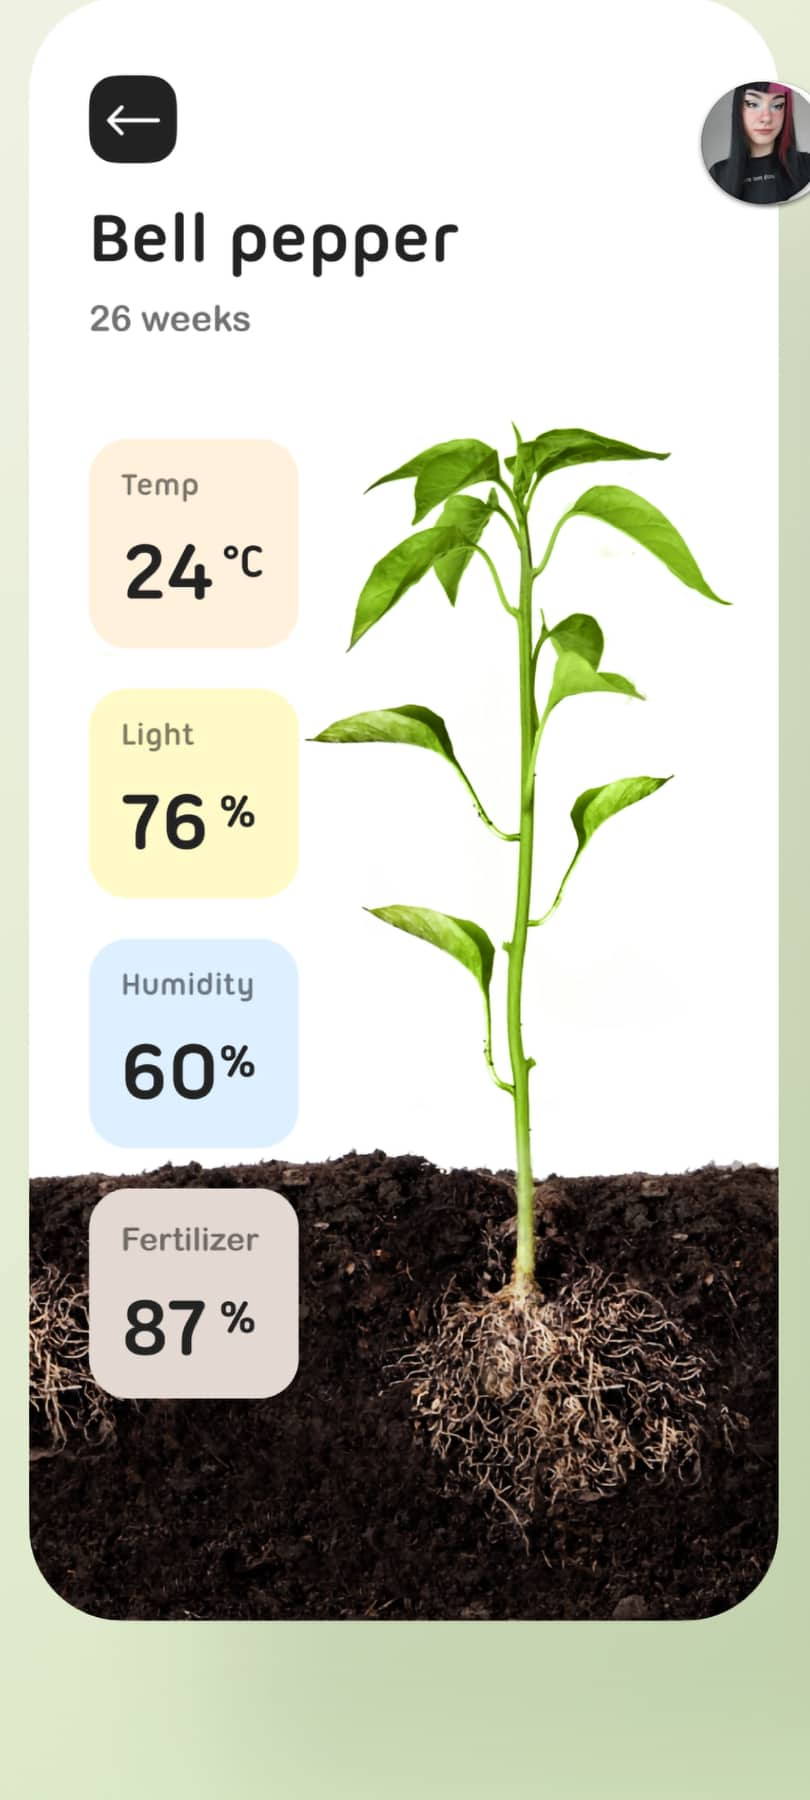 Bell pepper
26 weeks
Temp
24 °C
Light
76 %
Humidity
60%
Fertilizer
87 %